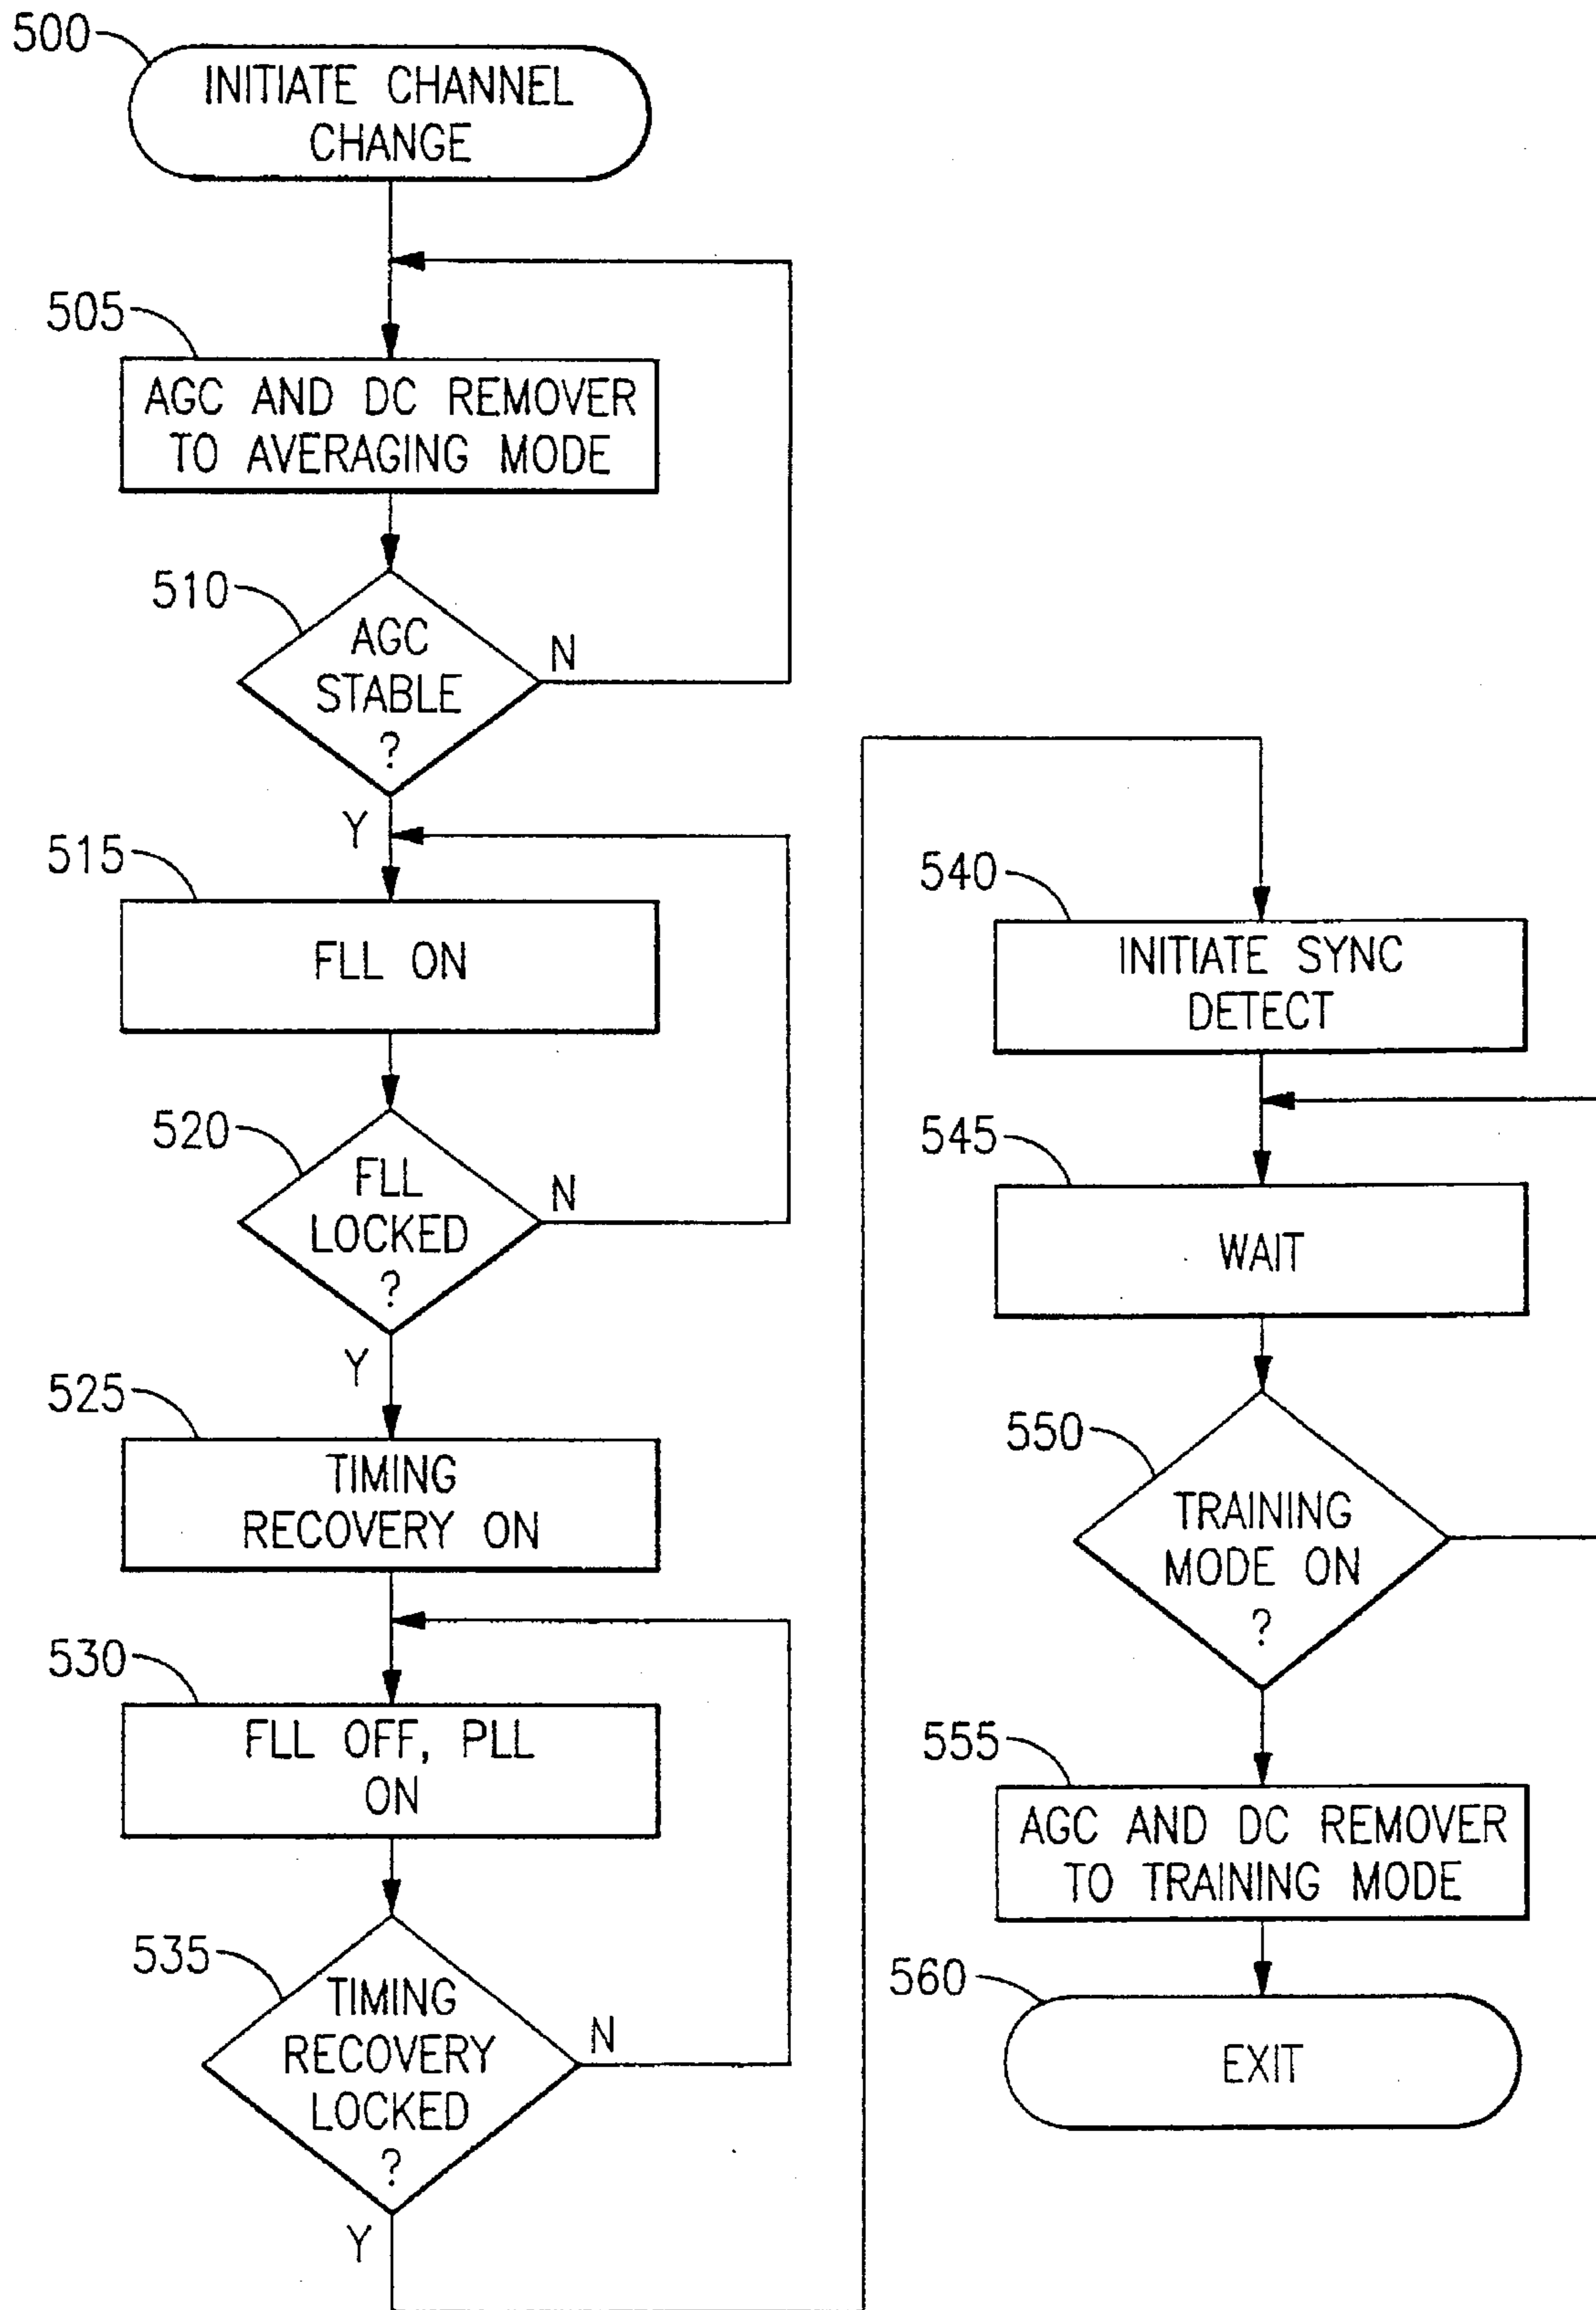 500
INITIATE CHANNEL
CHANGE
505
AGC AND DC REMOVER
TO AVERAGING MODE
510
AGC
STABLE
?
N
Y
515
FLL ON
520
FLL
LOCKED
?
N
Y
525
TIMING
RECOVERY ON
530
FLL OFF, PLL
ON
535
TIMING
RECOVERY
LOCKED
?
N
Y
540
INITIATE SYNC
DETECT
545
WAIT
550
TRAINING
MODE ON
?
555
AGC AND DC REMOVER
TO TRAINING MODE
560
EXIT